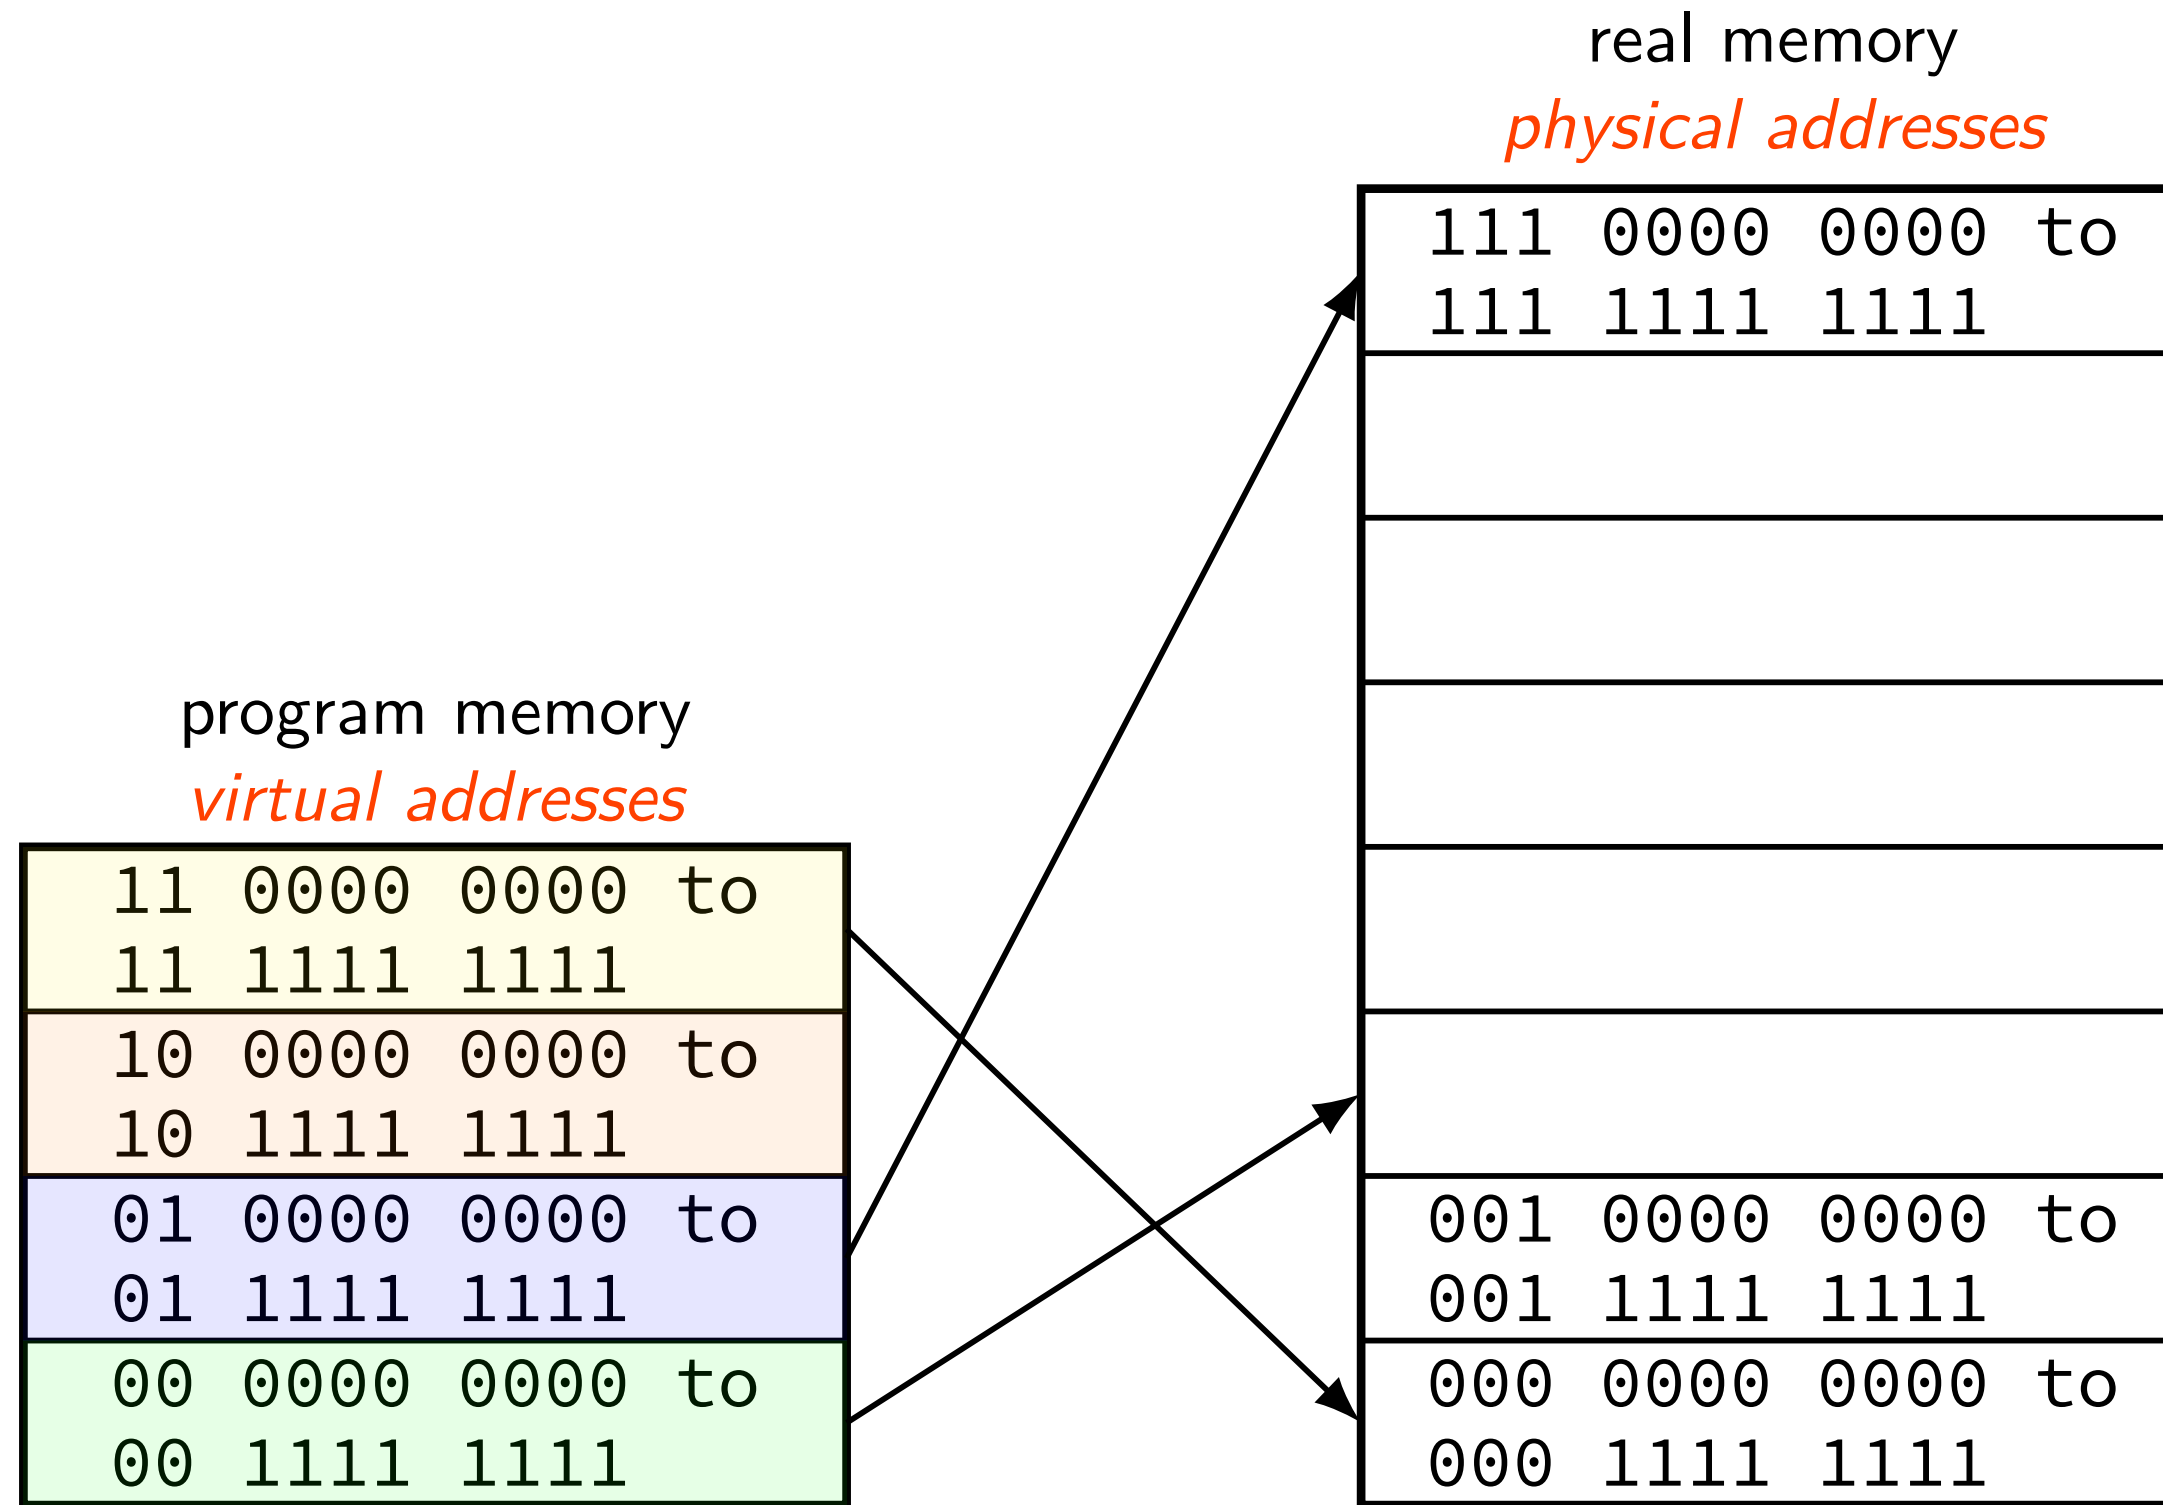 real memory
physical addresses
111 0000 0000 to
111 1111 1111
program memory
virtual addresses
11 0000 0000 to
11 1111 1111
10 0000 0000 to
10 1111 1111
01 0000 0000 to
01 1111 1111
00 0000 0000 to
00 1111 1111
001 0000 0000 to
001 1111 1111
000 0000 0000 to
000 1111 1111